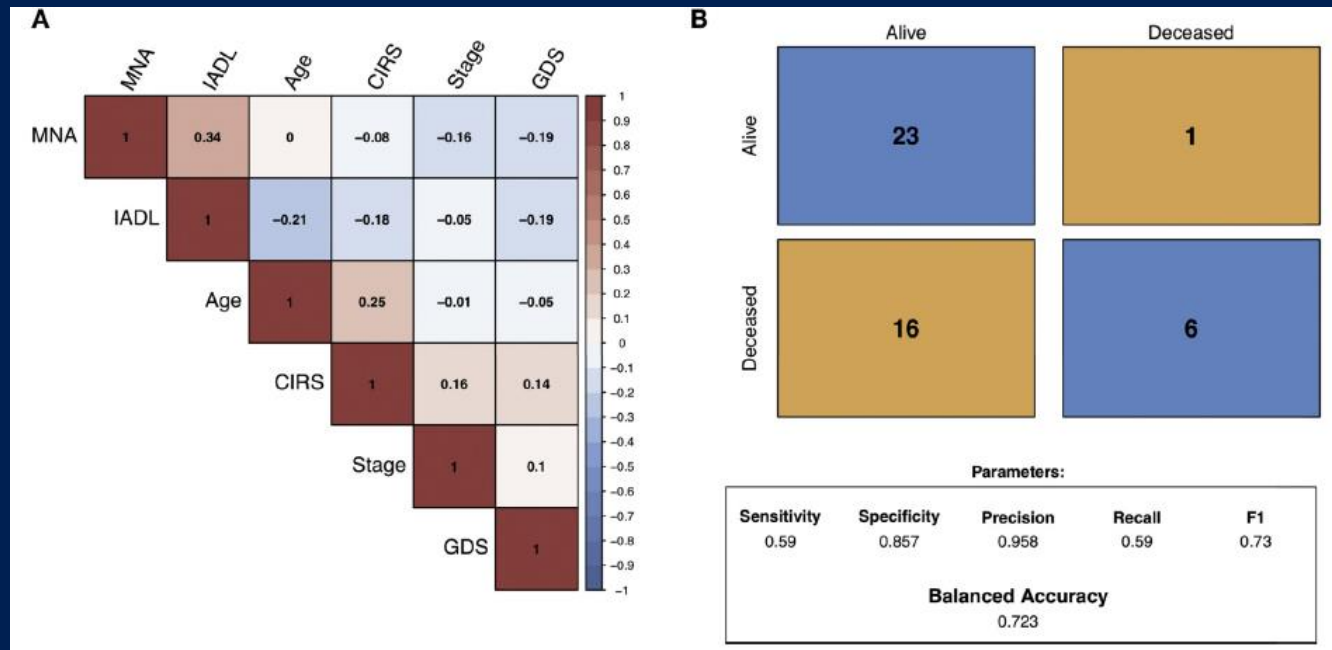 A
MNA IADL Age CIRS Stage GDS
MNA 1 0.34 0 −0.08 −0.16 −0.19
IADL 1 −0.21 −0.18 −0.05 −0.19
Age 1 0.25 −0.01 −0.05
CIRS 1 0.16 0.14
Stage 1 0.1
GDS 1
1
0.9
0.8
0.7
0.6
0.5
0.4
0.3
0.2
0.1
0
−0.1
−0.2
−0.3
−0.4
−0.5
−0.6
−0.7
−0.8
−0.9
−1
B
Alive Deceased
Alive 23 1
Deceased 16 6
Parameters:
Sensitivity Specificity Precision Recall F1
0.59 0.857 0.958 0.59 0.73
Balanced Accuracy
0.723